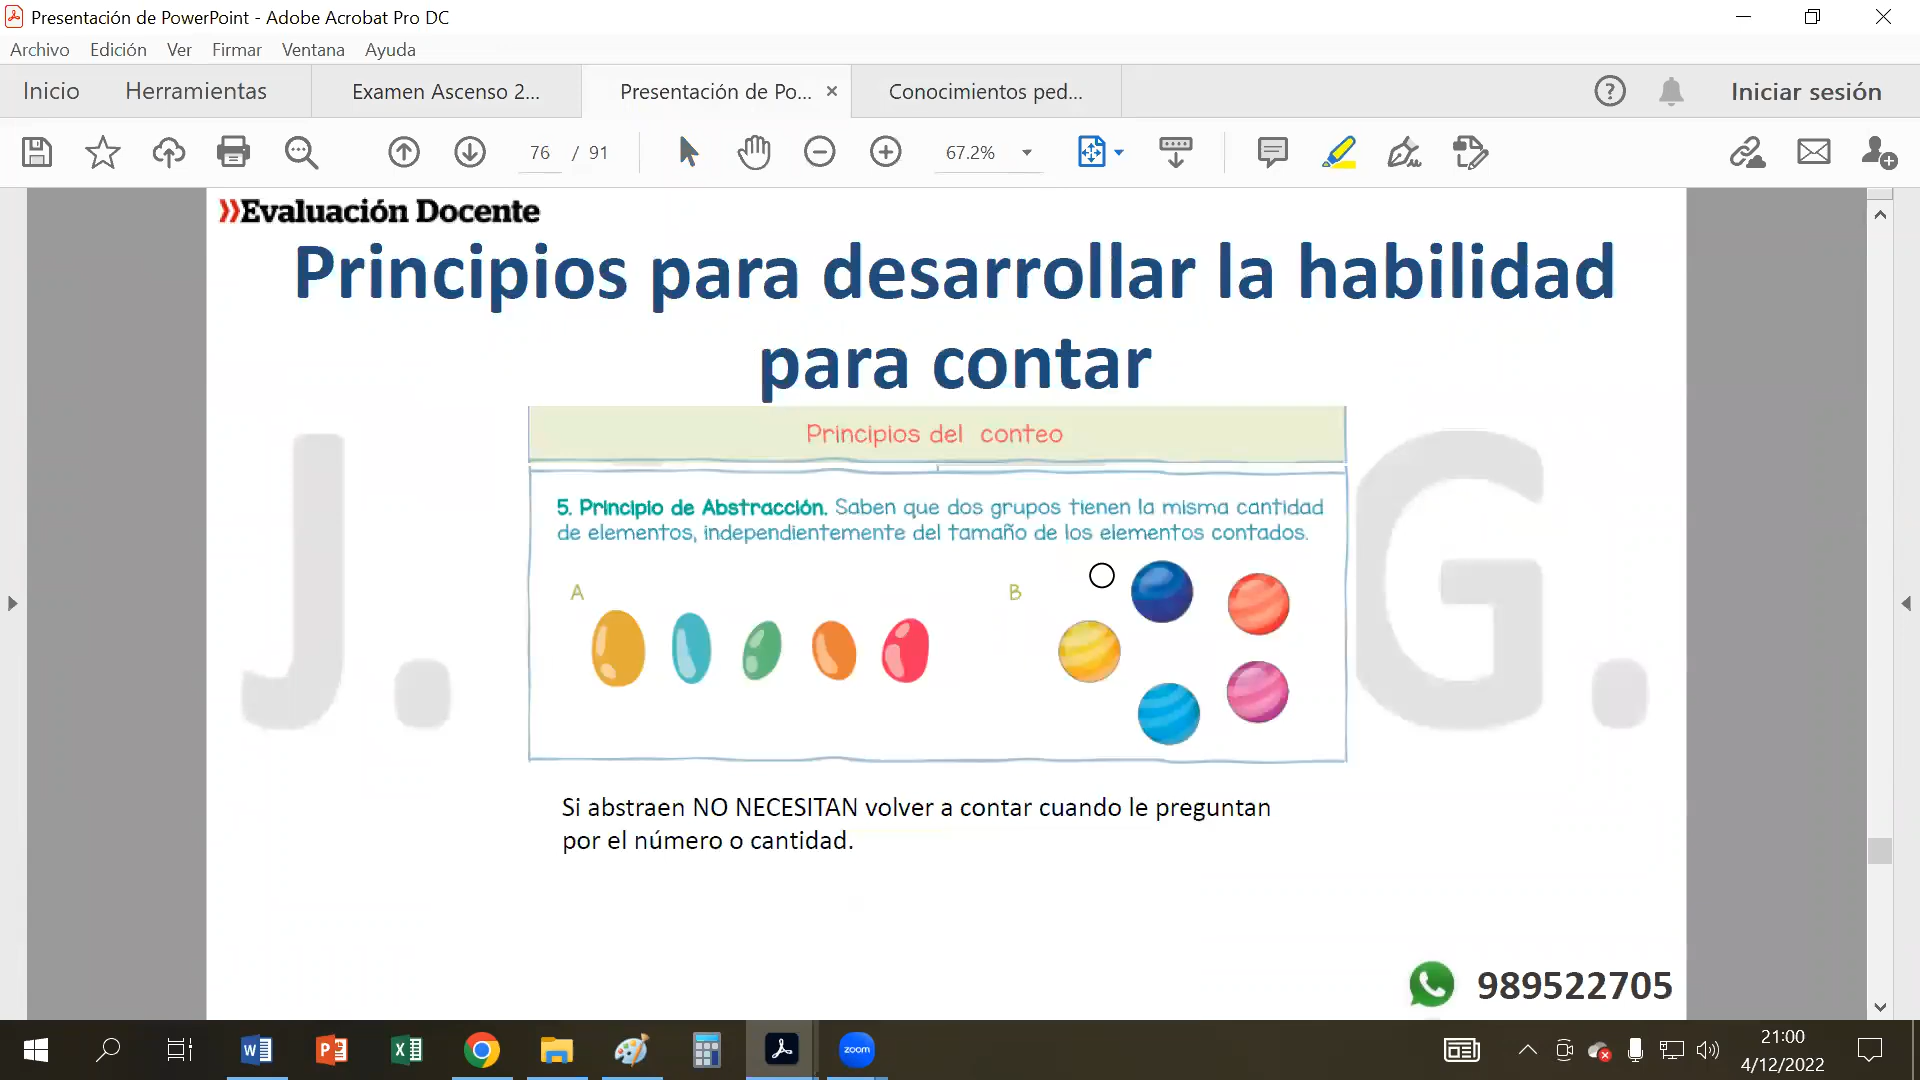 Presentación de PowerPoint - Adobe Acrobat Pro DC
Archivo Edición Ver Firmar Ventana Ayuda
Inicio Herramientas Examen Ascenso 2... Presentación de Po... Conocimientos ped... Iniciar sesión
76 / 91 67.2%
Evaluación Docente
Principios para desarrollar la habilidad
para contar
J. G.
Principios del conteo
5. Principio de Abstracción. Saben que dos grupos tienen la misma cantidad
de elementos, independientemente del tamaño de los elementos contados.
A B
Si abstraen NO NECESITAN volver a contar cuando le preguntan
por el número o cantidad.
989522705
zoom
21:00
4/12/2022